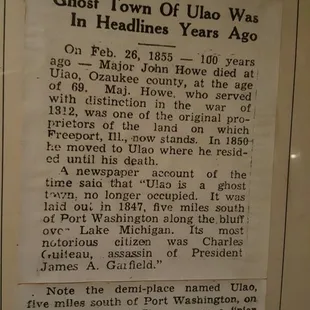 Ghost Town Of Ulao Was
In Headlines Years Ago
On Feb. 26, 1855 — 100 years
ago — Major John Howe died at
Ulao, Ozaukee county, at the age
of 69. Maj. Howe, who served
with distinction in the war of
1312, was one of the original pro-
prietors of the land on which
Freeport, Ill., now stands. In 1850
he moved to Ulao where he resid-
ed until his death.
A newspaper account of the
time said that "Ulao is a ghost
town, no longer occupied. It was
laid out in 1847, five miles south
of Port Washington along the bluff
over Lake Michigan. Its most
notorious citizen was Charles
Guiteau, assassin of President
James A. Garfield."
Note the demi-place named Ulao,
five miles south of Port Washington, on